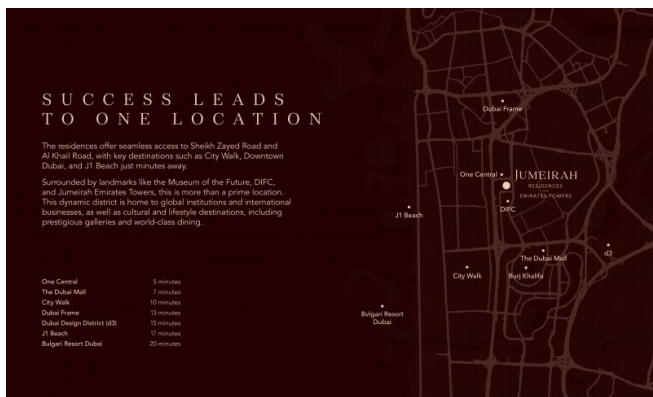 SUCCESS LEADS
TO ONE LOCATION
The residences offer seamless access to Sheikh Zayed Road and
Al Khail Road, with key destinations such as City Walk, Downtown
Dubai, and J1 Beach just minutes away.
Surrounded by landmarks like the Museum of the Future, DIFC,
and Jumeirah Emirates Towers, this is more than a prime location.
This dynamic district is home to global institutions and international
businesses, as well as cultural and lifestyle destinations, including
prestigious galleries and world-class dining.
One Central 5 minutes
The Dubai Mall 7 minutes
City Walk 10 minutes
Dubai Frame 13 minutes
Dubai Design District (d3) 15 minutes
J1 Beach 17 minutes
Bulgari Resort Dubai 20 minutes
Dubai Frame
One Central
JUMEIRAH
RESIDENCES
EMIRATES TOWERS
DIFC
J1 Beach
d3
The Dubai Mall
City Walk
Burj Khalifa
Bvlgari Resort
Dubai